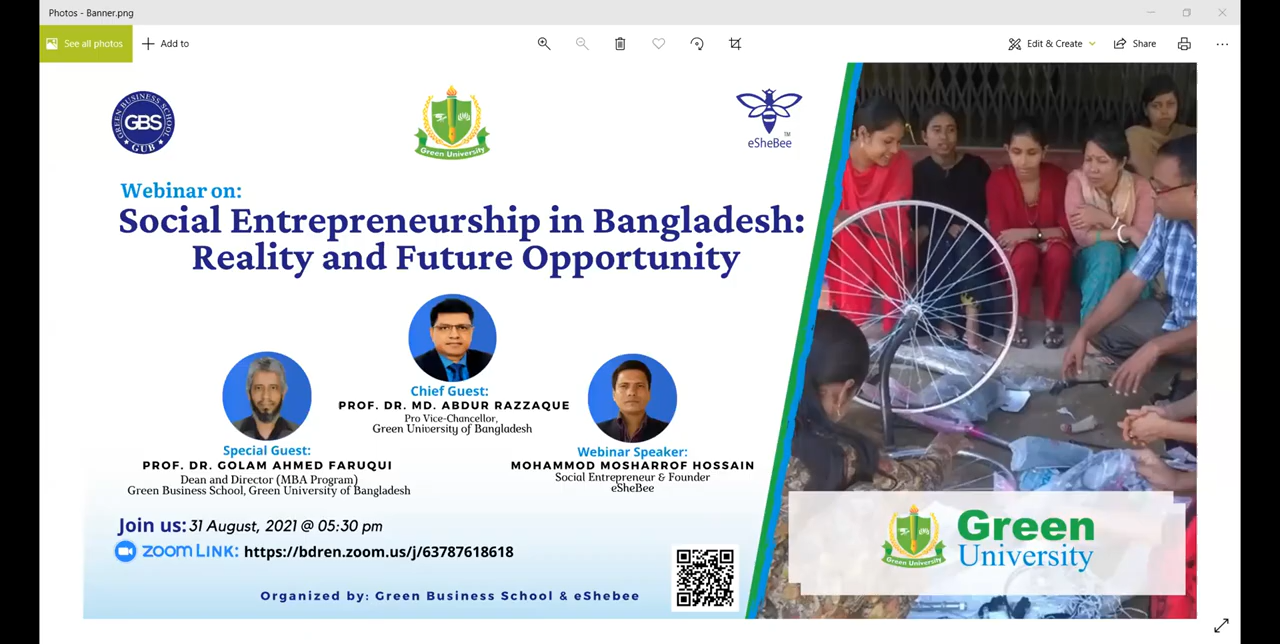 Photos - Banner.png
See all photos
Add to
Edit & Create
Share
GREEN BUSINESS SCHOOL
GBS
GUB
Green University
TM
eSheBee
Webinar on:
Social Entrepreneurship in Bangladesh:
Reality and Future Opportunity
Chief Guest:
PROF. DR. MD. ABDUR RAZZAQUE
Pro Vice-Chancellor,
Green University of Bangladesh
Special Guest:
PROF. DR. GOLAM AHMED FARUQUI
Dean and Director (MBA Program)
Green Business School, Green University of Bangladesh
Webinar Speaker:
MOHAMMOD MOSHARROF HOSSAIN
Social Entrepreneur & Founder
eSheBee
Join us: 31 August, 2021 @ 05:30 pm
ZOOM LINK: https://bdren.zoom.us/j/63787618618
Organized by: Green Business School & eShebee
Green University
Green
University